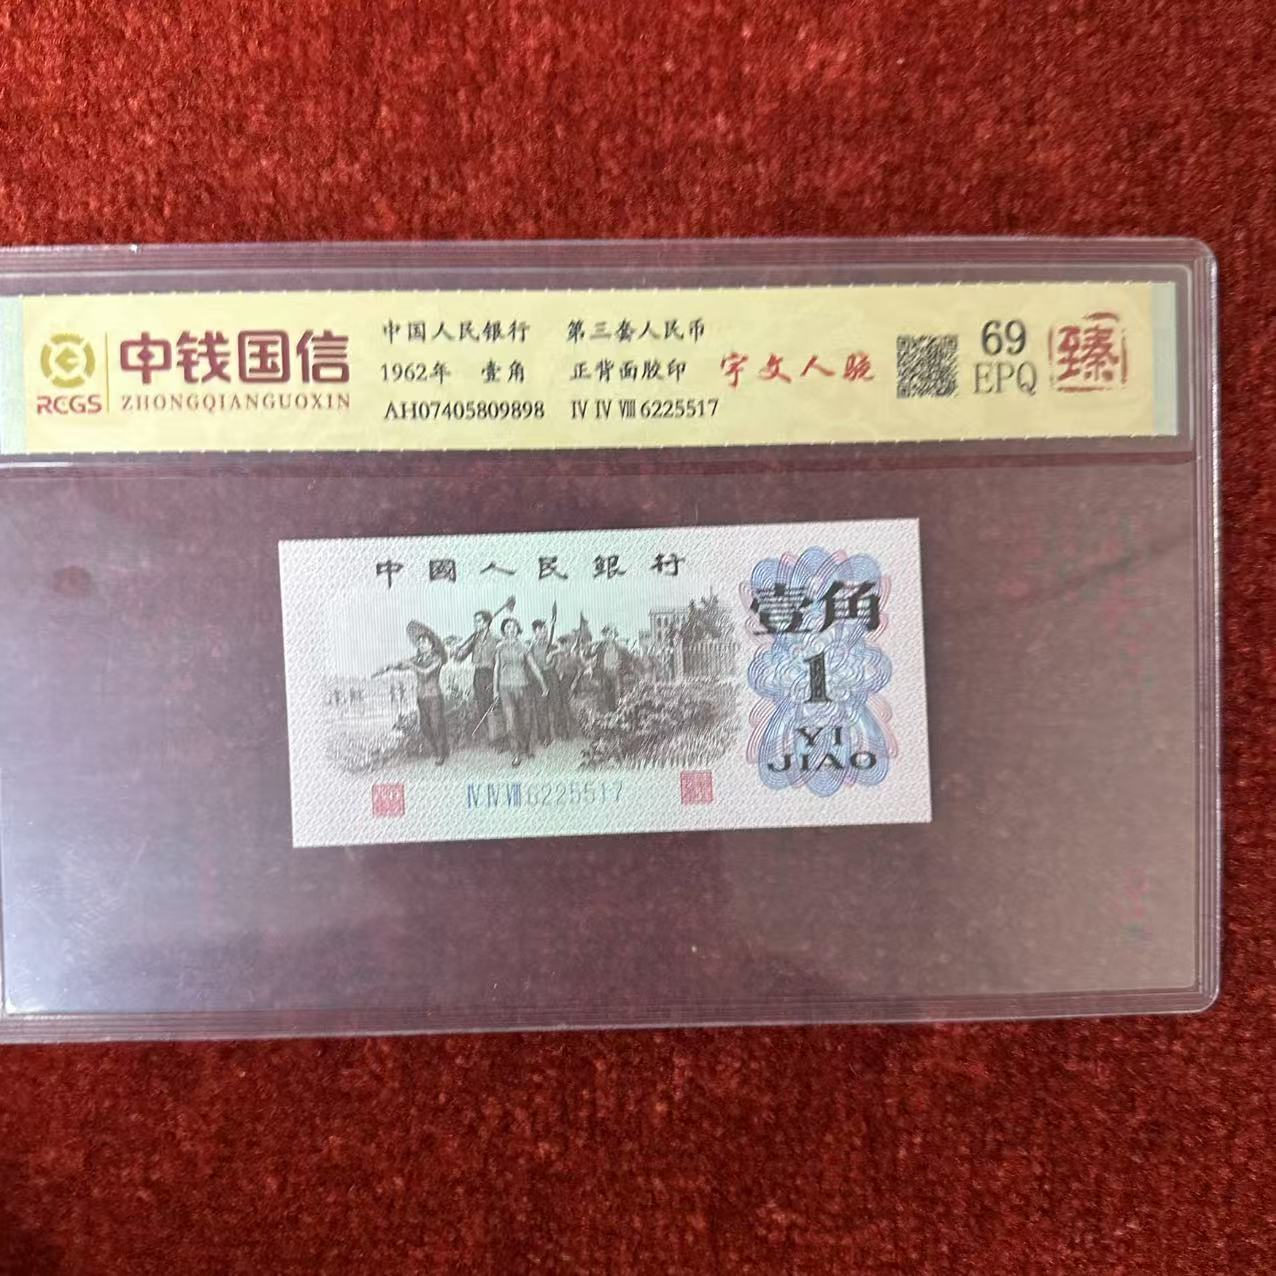 中钱国信
RCGS ZHONGQIANGUOXIN
中国人民银行 第三套人民币
1962年 壹角 正背面胶印
AH07405809898 Ⅳ Ⅳ Ⅷ 6225517
宇文人骁
69
EPQ
臻
中國人民銀行
壹角
1
YI
JIAO
Ⅳ Ⅳ Ⅷ 6225517